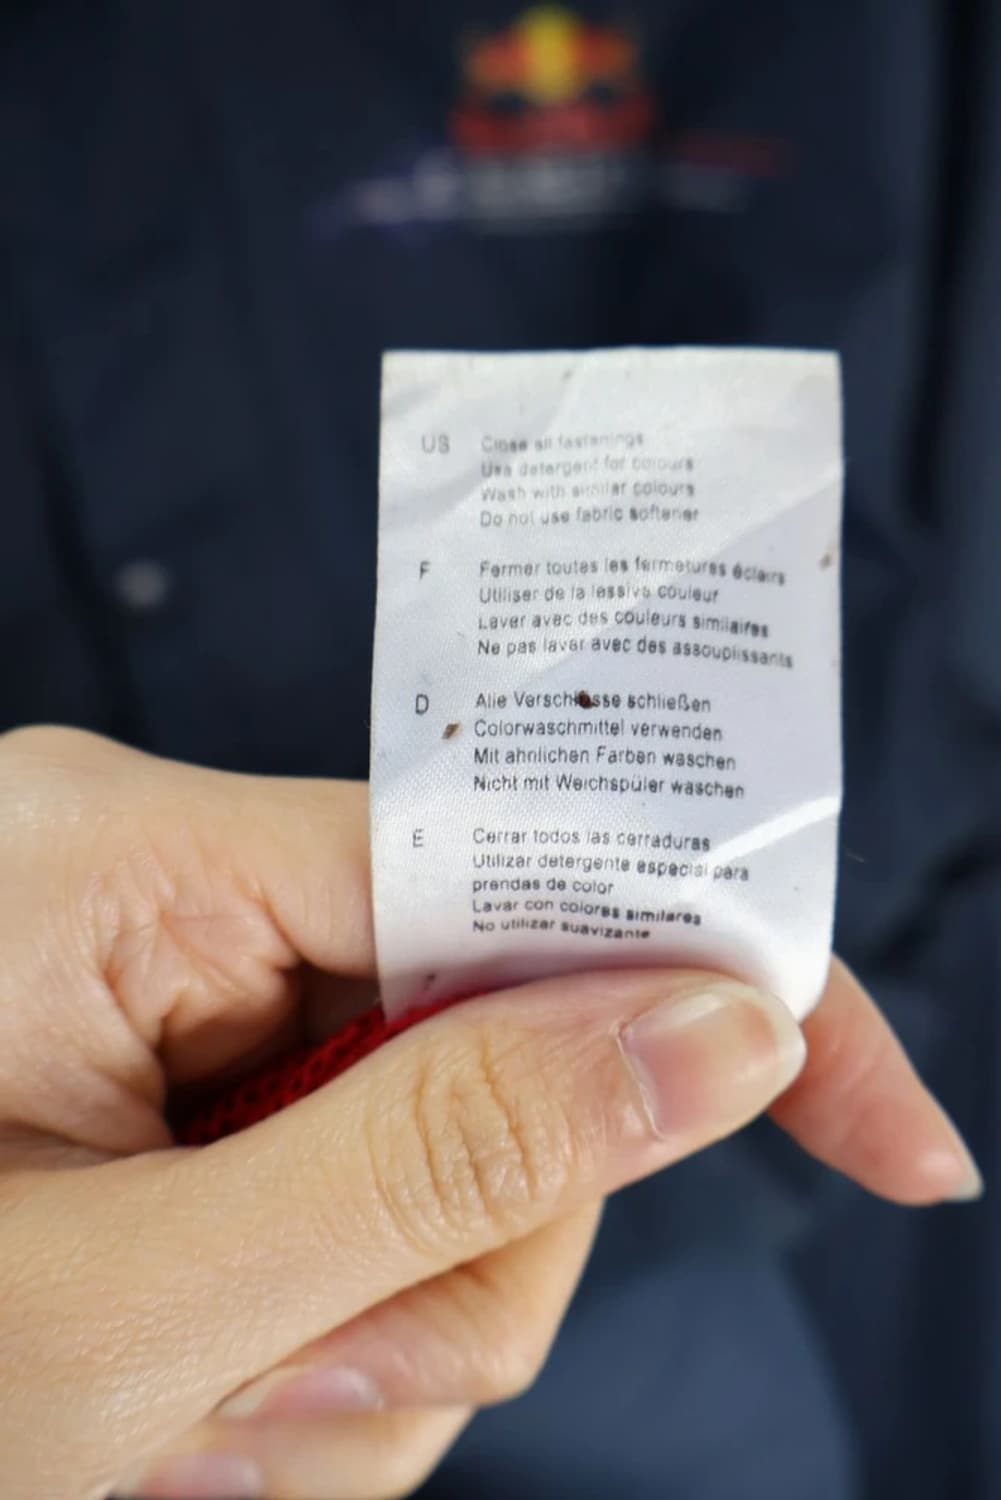 US
Close all fastenings
Use detergent for colours
Wash with similar colours
Do not use fabric softener
F
Fermer toutes les fermetures éclairs
Utiliser de la lessive couleur
Laver avec des couleurs similaires
Ne pas laver avec des assouplissants
D
Alle Verschlüsse schließen
Colorwaschmittel verwenden
Mit ahnlichen Farben waschen
Nicht mit Weichspüler waschen
E
Cerrar todos las cerraduras
Utilizar detergente especial para
prendas de color
Lavar con colores similares
No utilizar suavizante